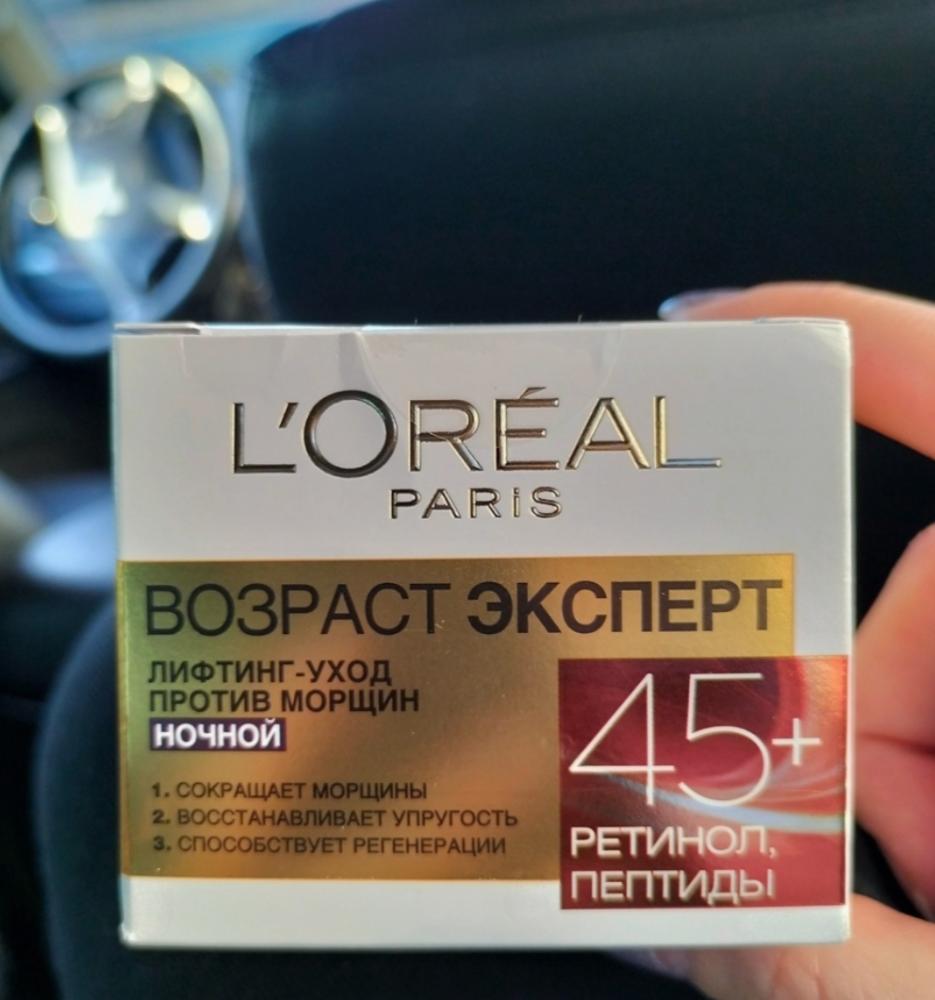 L'ORÉAL
PARiS
ВОЗРАСТ ЭКСПЕРТ
ЛИФТИНГ-УХОД
ПРОТИВ МОРЩИН
НОЧНОЙ
1. СОКРАЩАЕТ МОРЩИНЫ
2. ВОССТАНАВЛИВАЕТ УПРУГОСТЬ
3. СПОСОБСТВУЕТ РЕГЕНЕРАЦИИ
45+
РЕТИНОЛ,
ПЕПТИДЫ